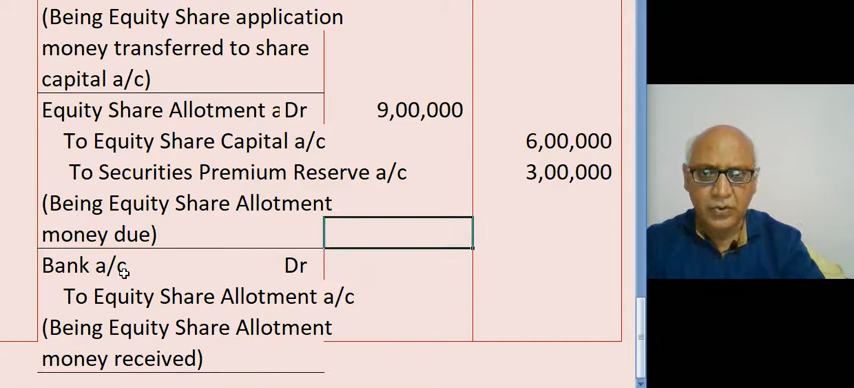 (Being Equity Share application
money transferred to share
capital a/c)
Equity Share Allotment a Dr 9,00,000
To Equity Share Capital a/c 6,00,000
To Securities Premium Reserve a/c 3,00,000
(Being Equity Share Allotment
money due)
Bank a/c Dr
To Equity Share Allotment a/c
(Being Equity Share Allotment
money received)